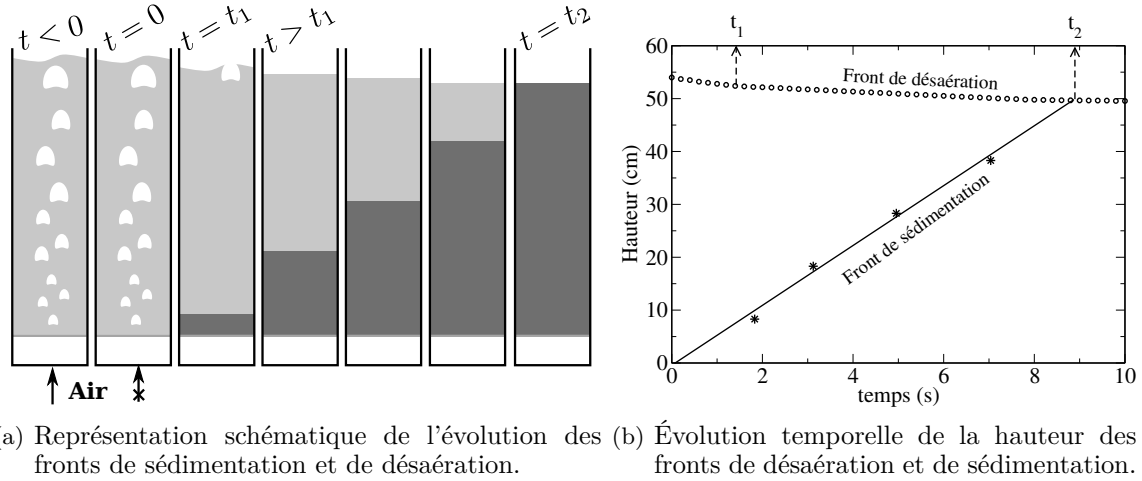 t < 0
t = 0
t = t₁
t > t₁
t = t₂
Air
t₁
t₂
60
50
40
30
20
10
0
Hauteur (cm)
Front de désaération
Front de sédimentation
0 2 4 6 8 10
temps (s)
a) Représentation schématique de l'évolution des
fronts de sédimentation et de désaération.
(b) Évolution temporelle de la hauteur des
fronts de désaération et de sédimentation.